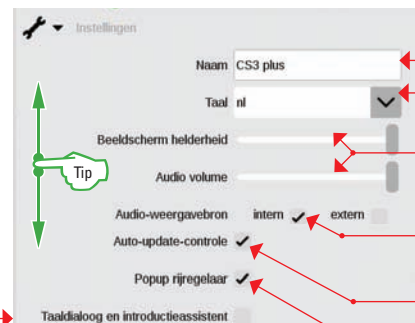 Instellingen
Naam CS3 plus
Taal nl
Beeldscherm helderheid
Tip
Audio volume
Audio-weergavebron intern extern
Auto-update-controle
Popup rijregelaar
Taaldialoog en introductieassistent